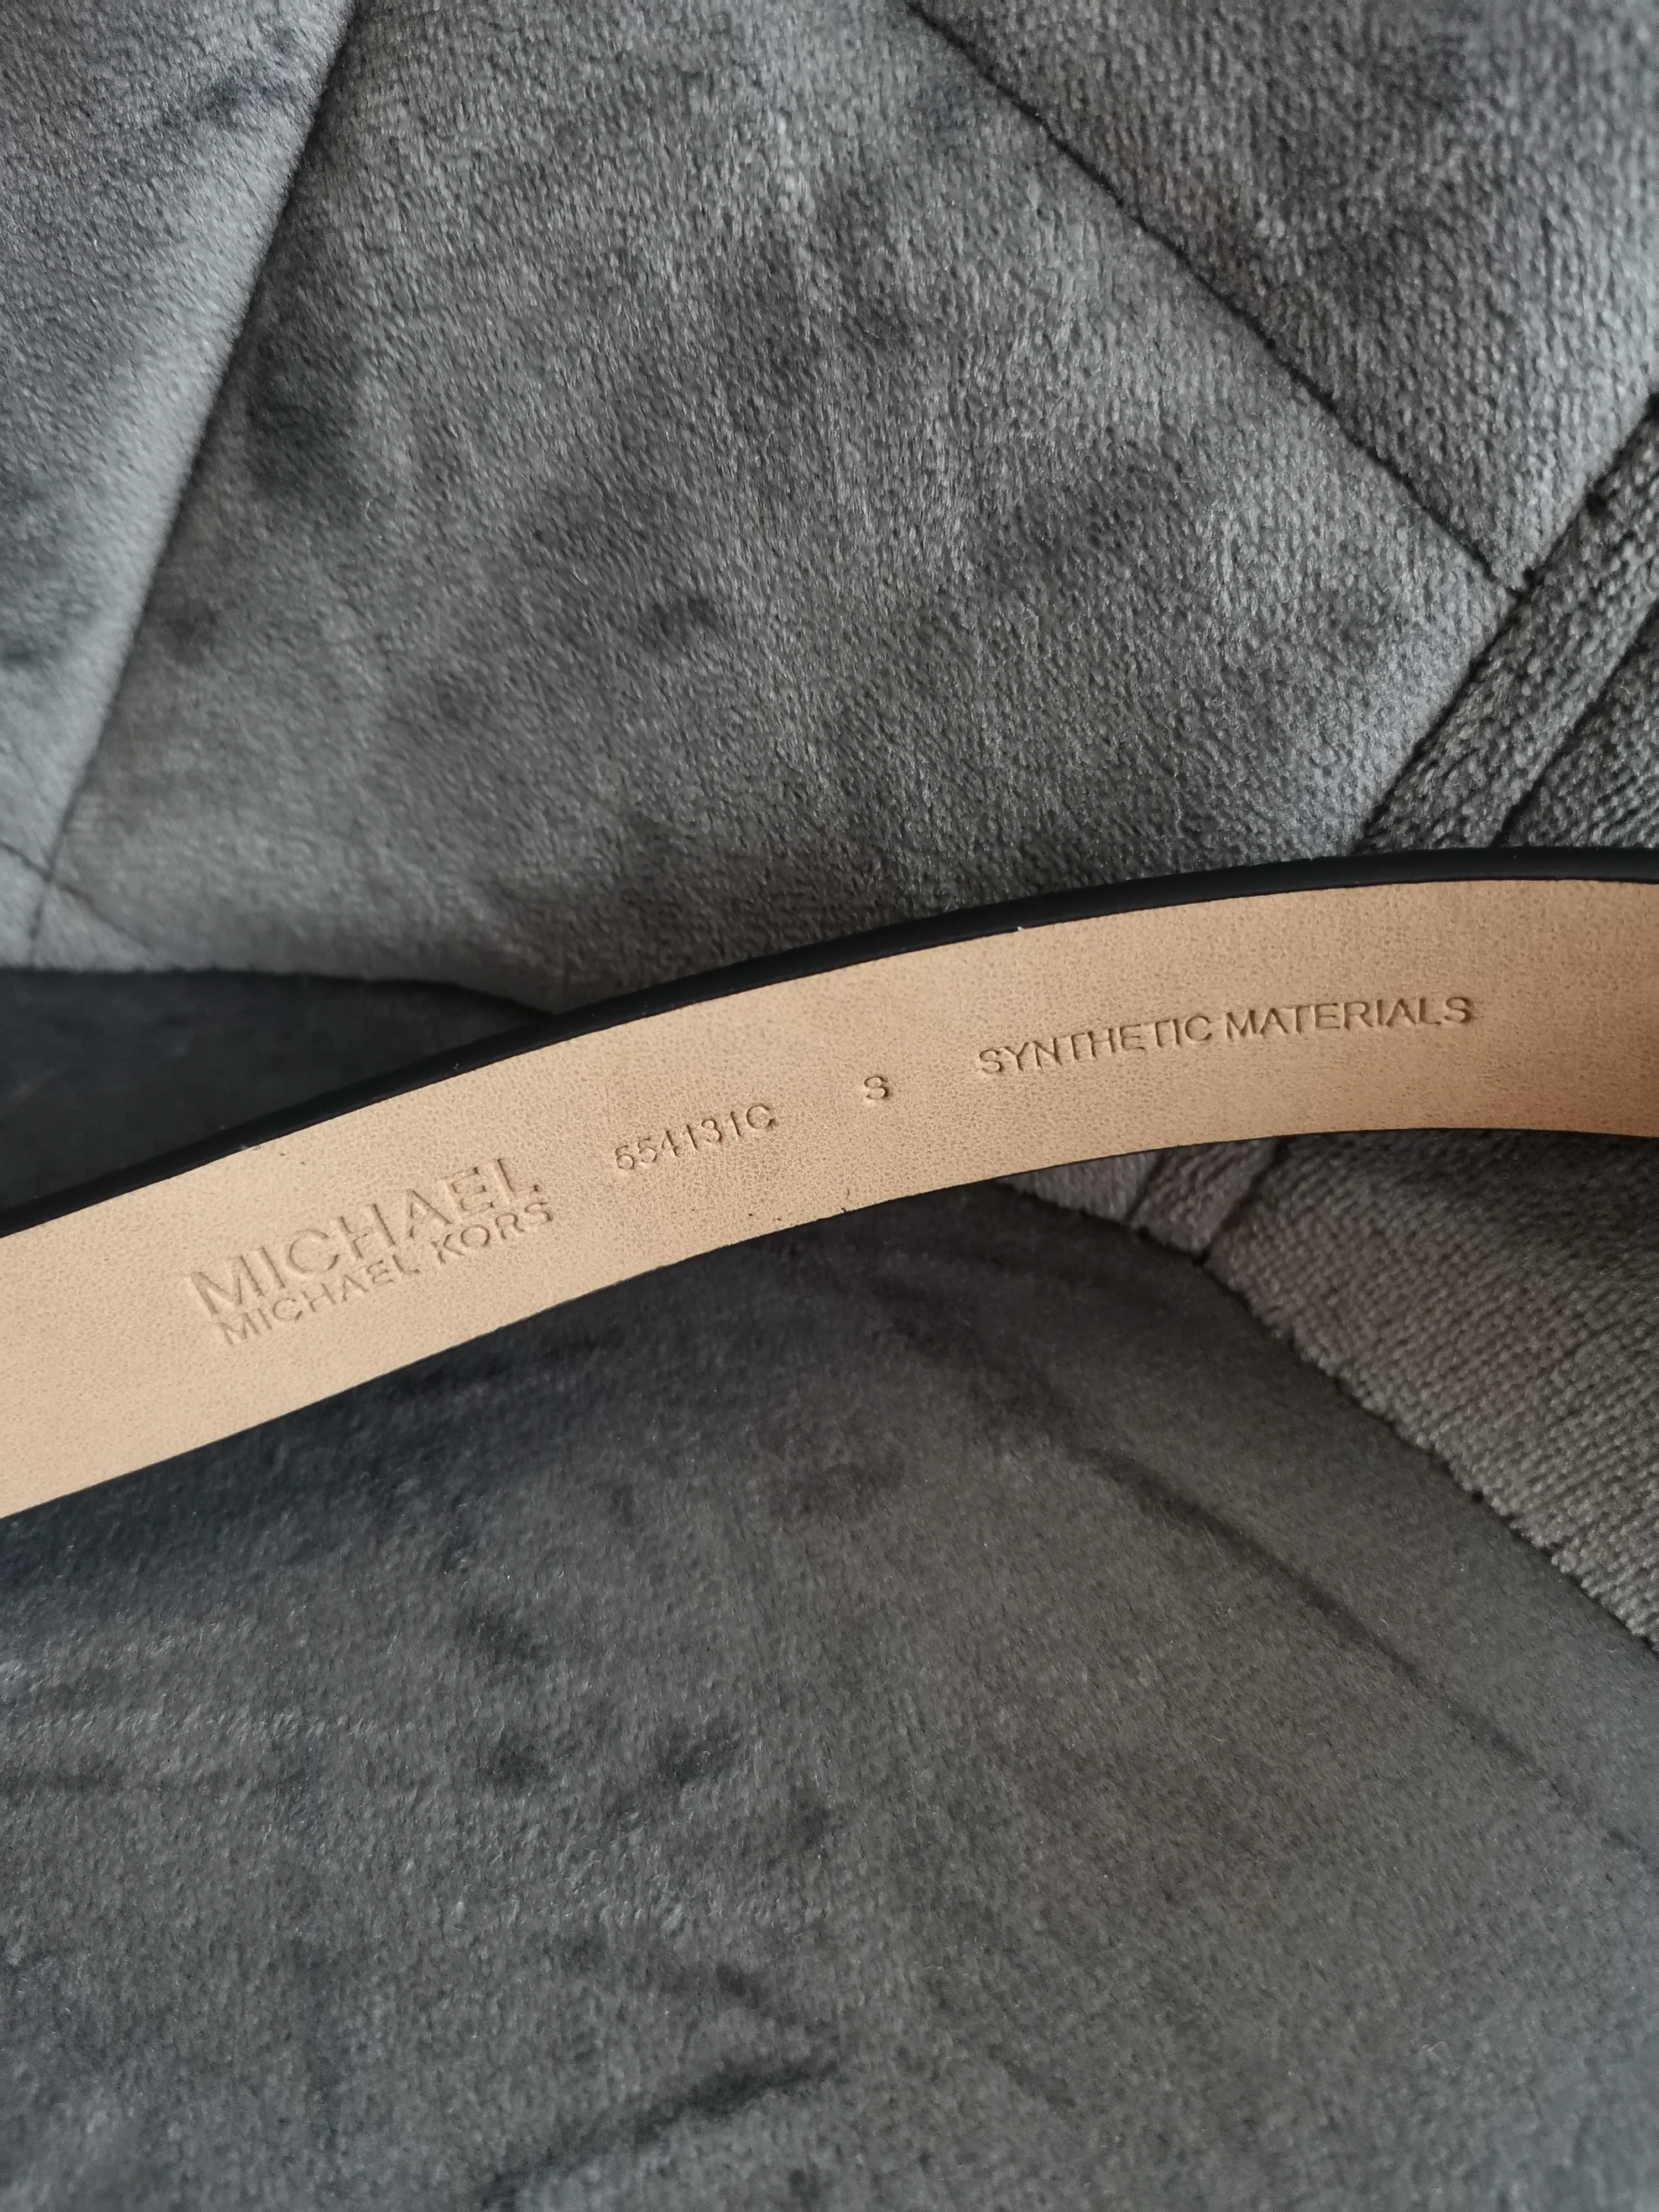 MICHAEL
MICHAEL KORS
554131C
S
SYNTHETIC MATERIALS